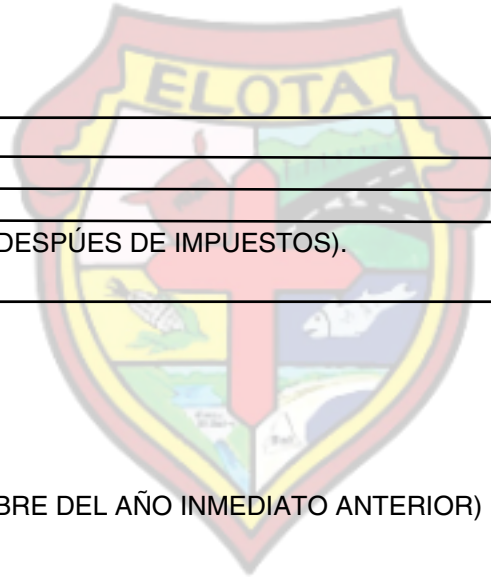 ELOTA
DESPÚES DE IMPUESTOS).
BRE DEL AÑO INMEDIATO ANTERIOR)